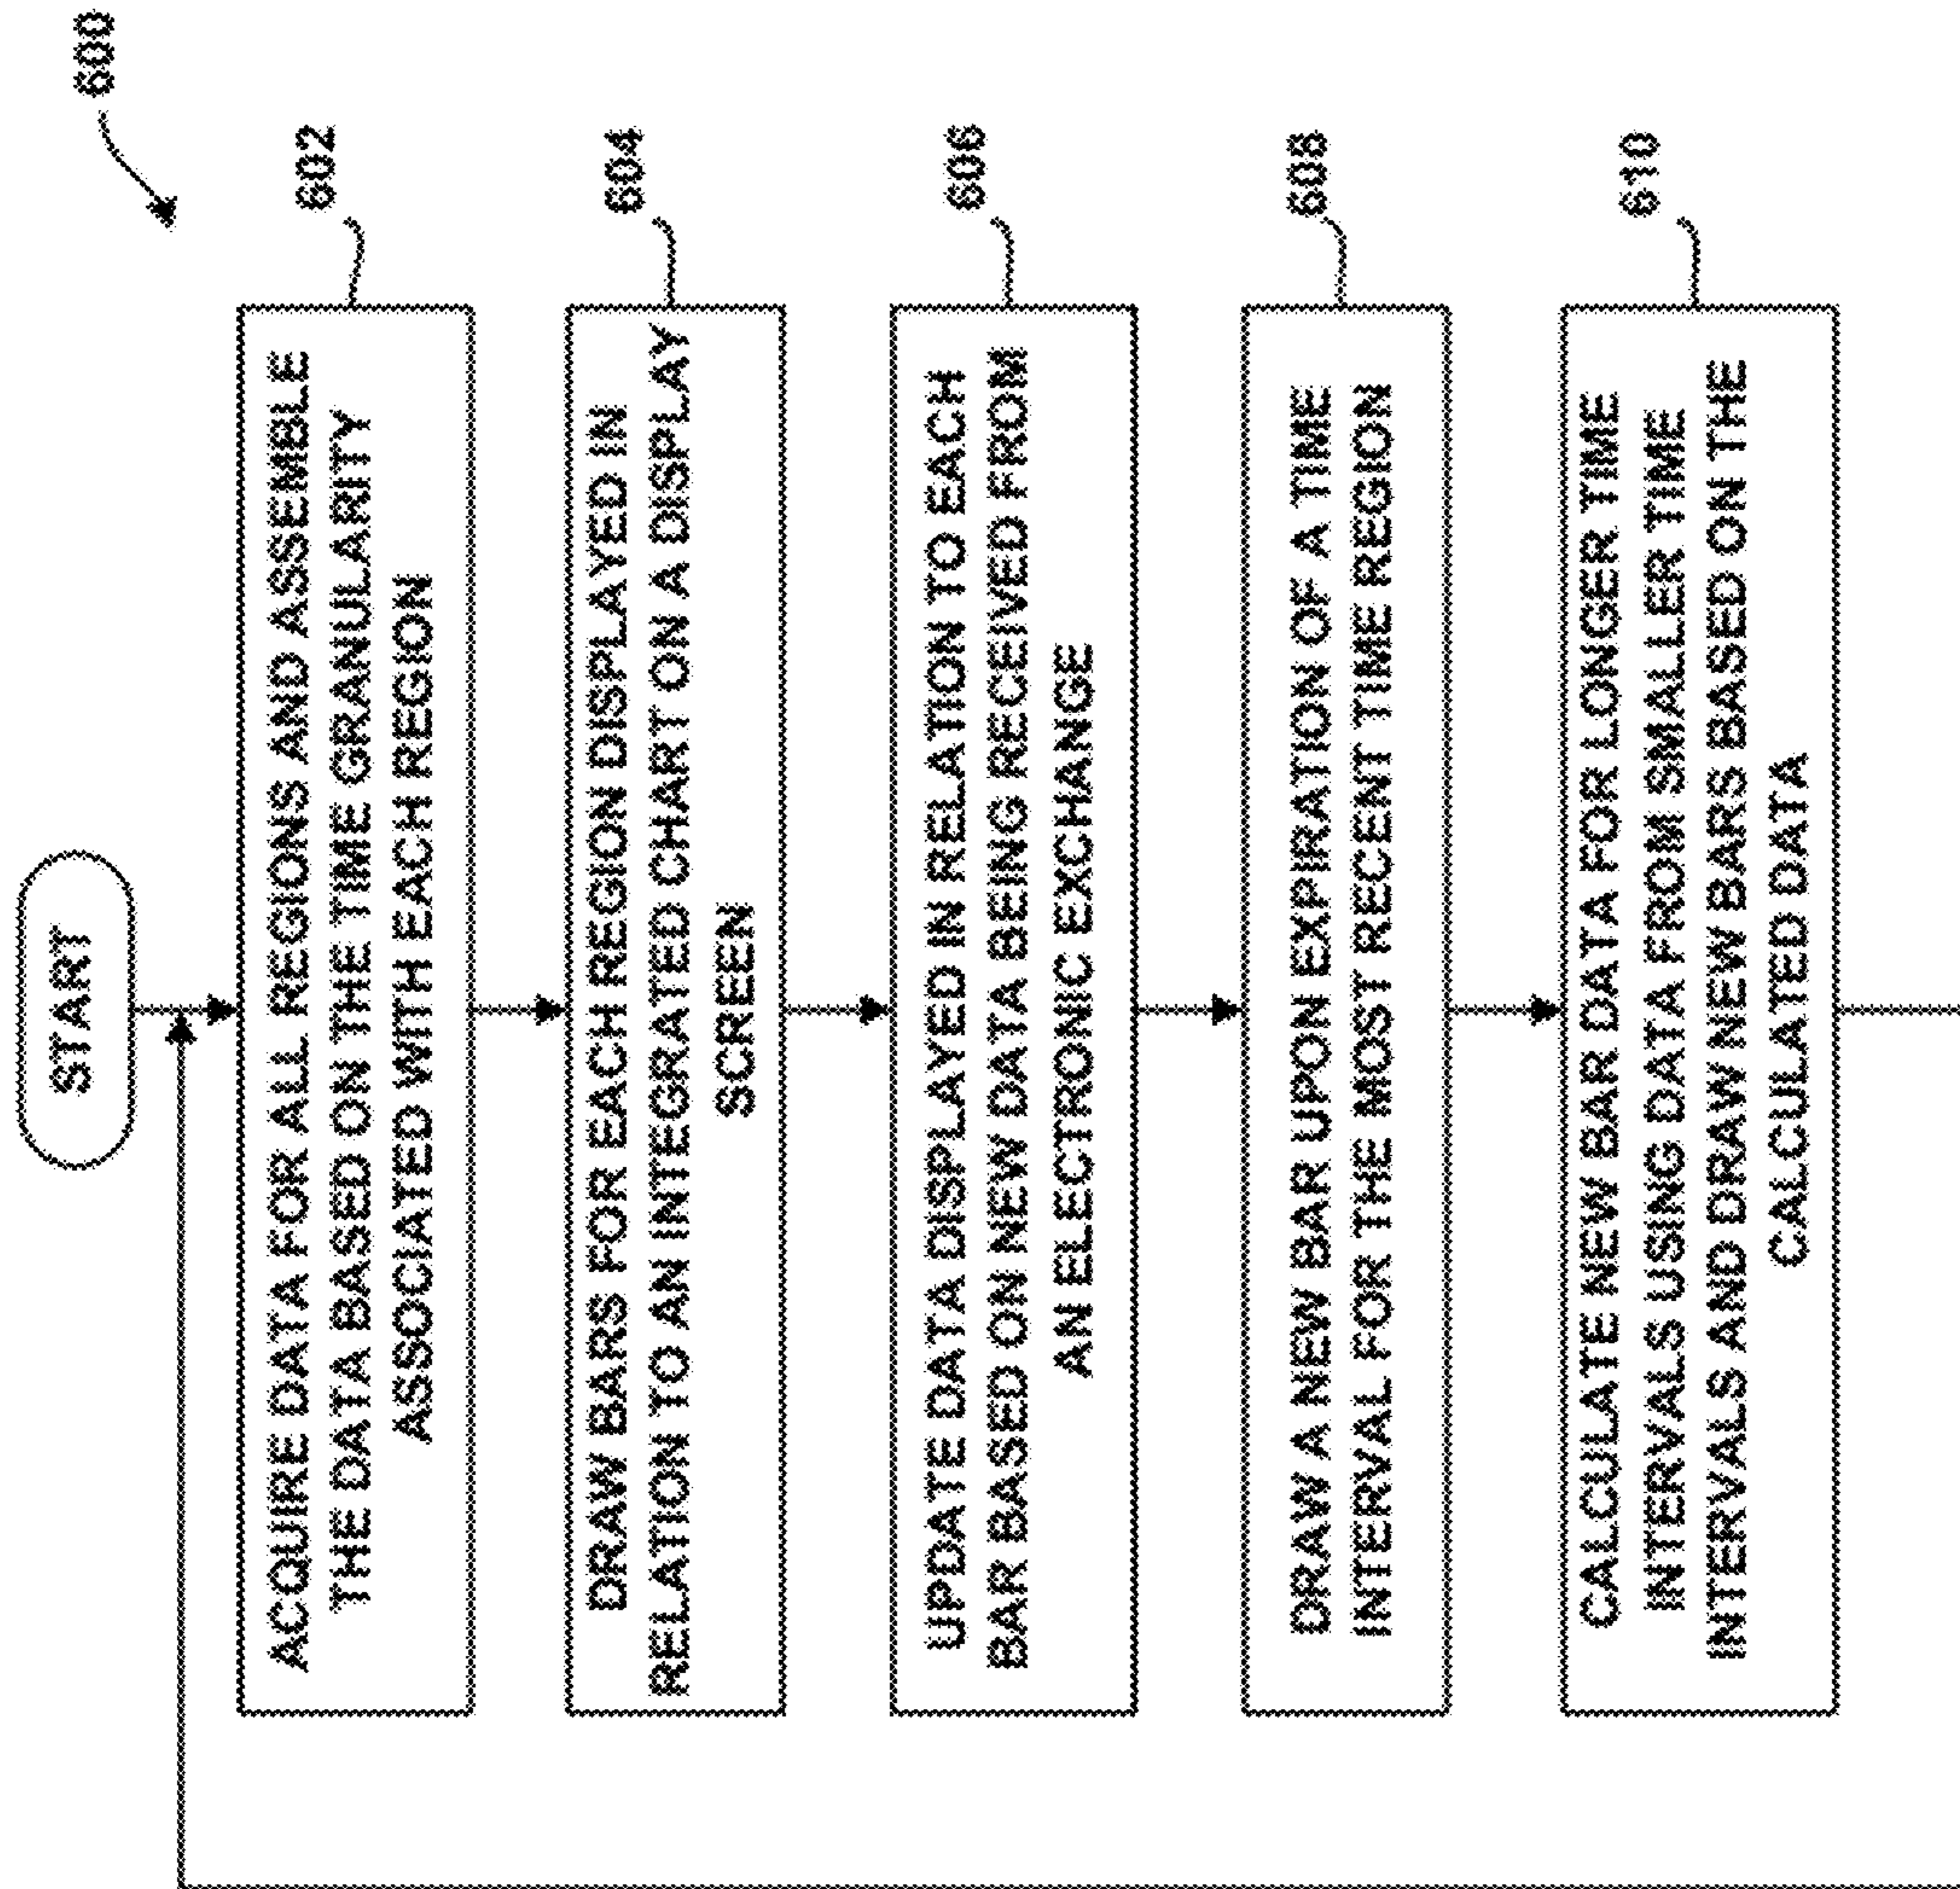 600
START
602
ACQUIRE DATA FOR ALL REGIONS AND ASSEMBLE
THE DATA BASED ON THE TIME GRANULARITY
ASSOCIATED WITH EACH REGION
604
DRAW BARS FOR EACH REGION DISPLAYED IN
RELATION TO AN INTEGRATED CHART ON A DISPLAY
SCREEN
606
UPDATE DATA DISPLAYED IN RELATION TO EACH
BAR BASED ON NEW DATA BEING RECEIVED FROM
AN ELECTRONIC EXCHANGE
608
DRAW A NEW BAR UPON EXPIRATION OF A TIME
INTERVAL FOR THE MOST RECENT TIME REGION
610
CALCULATE NEW BAR DATA FOR LONGER TIME
INTERVALS USING DATA FROM SMALLER TIME
INTERVALS AND DRAW NEW BARS BASED ON THE
CALCULATED DATA